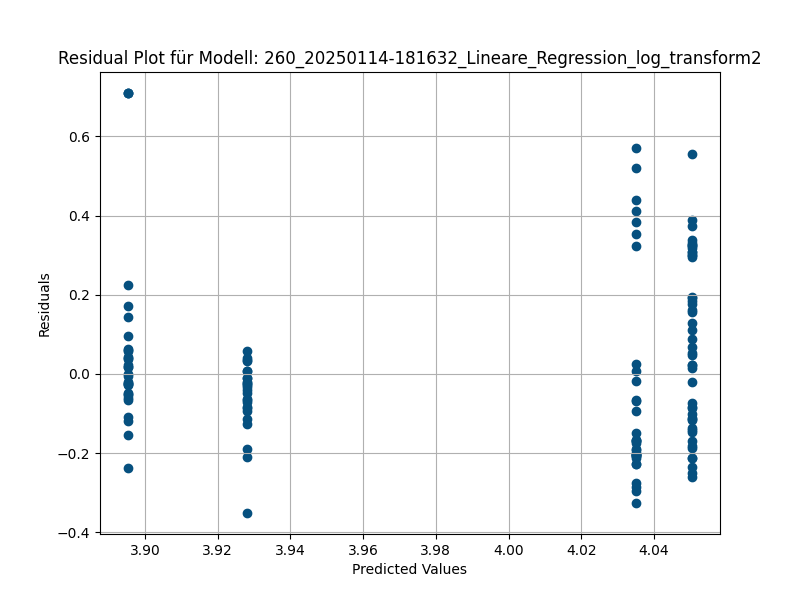 Residual Plot für Modell: 260_20250114-181632_Lineare_Regression_log_transform2
Residuals
0.6
0.4
0.2
0.0
−0.2
−0.4
3.90 3.92 3.94 3.96 3.98 4.00 4.02 4.04
Predicted Values